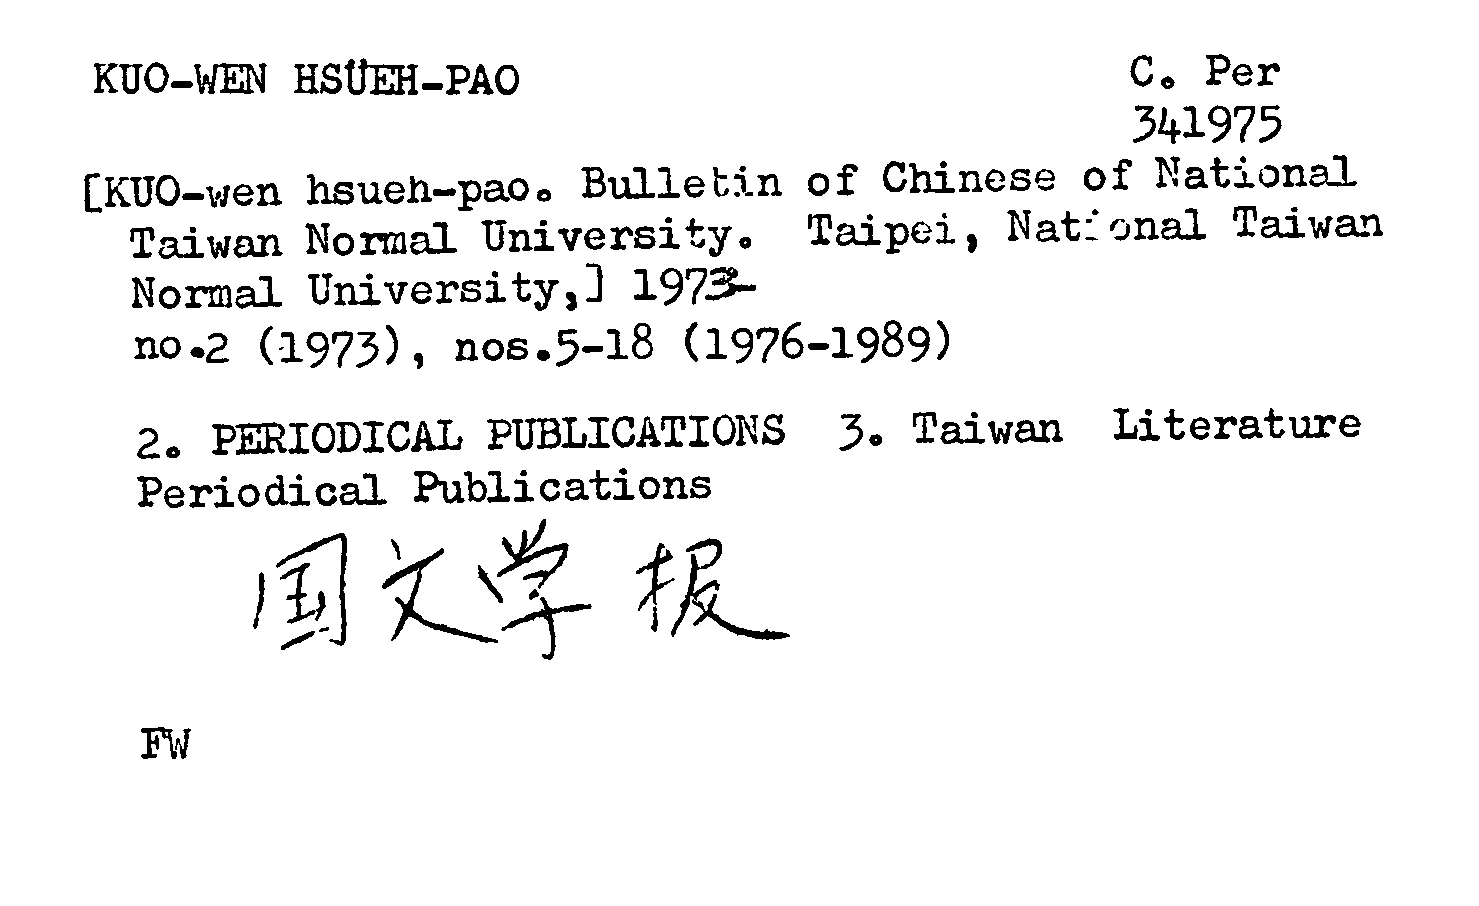 KUO-WEN HSÜEH-PAO
C. Per
341975
[KUO-wen hsueh-pao. Bulletin of Chinese of National
Taiwan Normal University. Taipei, National Taiwan
Normal University,] 1973-
no.2 (1973), nos.5-18 (1976-1989)
2. PERIODICAL PUBLICATIONS 3. Taiwan Literature
Periodical Publications
国文学报
FW